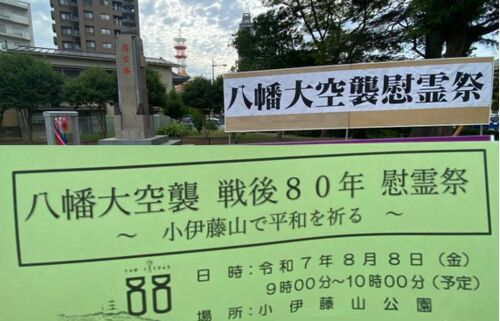 慰霊塔
八幡大空襲慰霊祭
八幡大空襲 戦後80年 慰霊祭
~ 小伊藤山で平和を祈る ~
日時:令和7年8月8日(金)
9時00分~10時00分(予定)
場所:小伊藤山公園